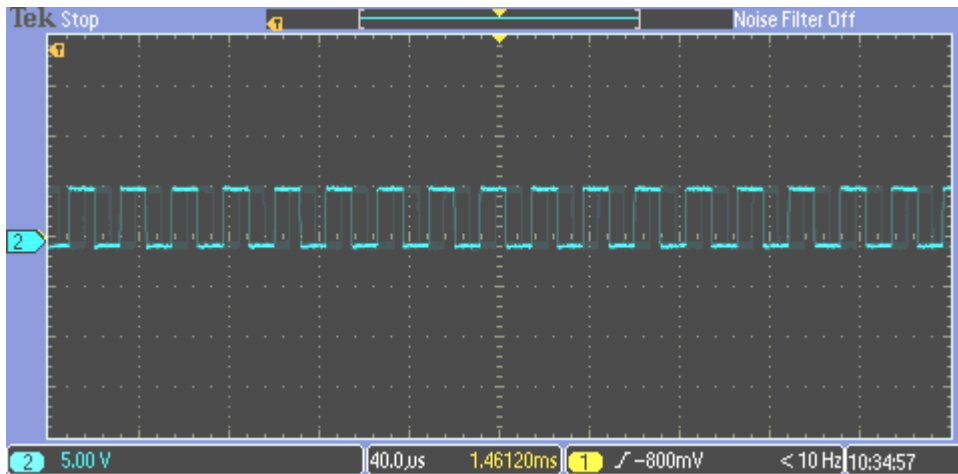 Tek Stop T Noise Filter Off
T
2
2 5.00 V 40.0µs 1.46120ms 1 ∫ -800mV < 10 Hz 10:34:57